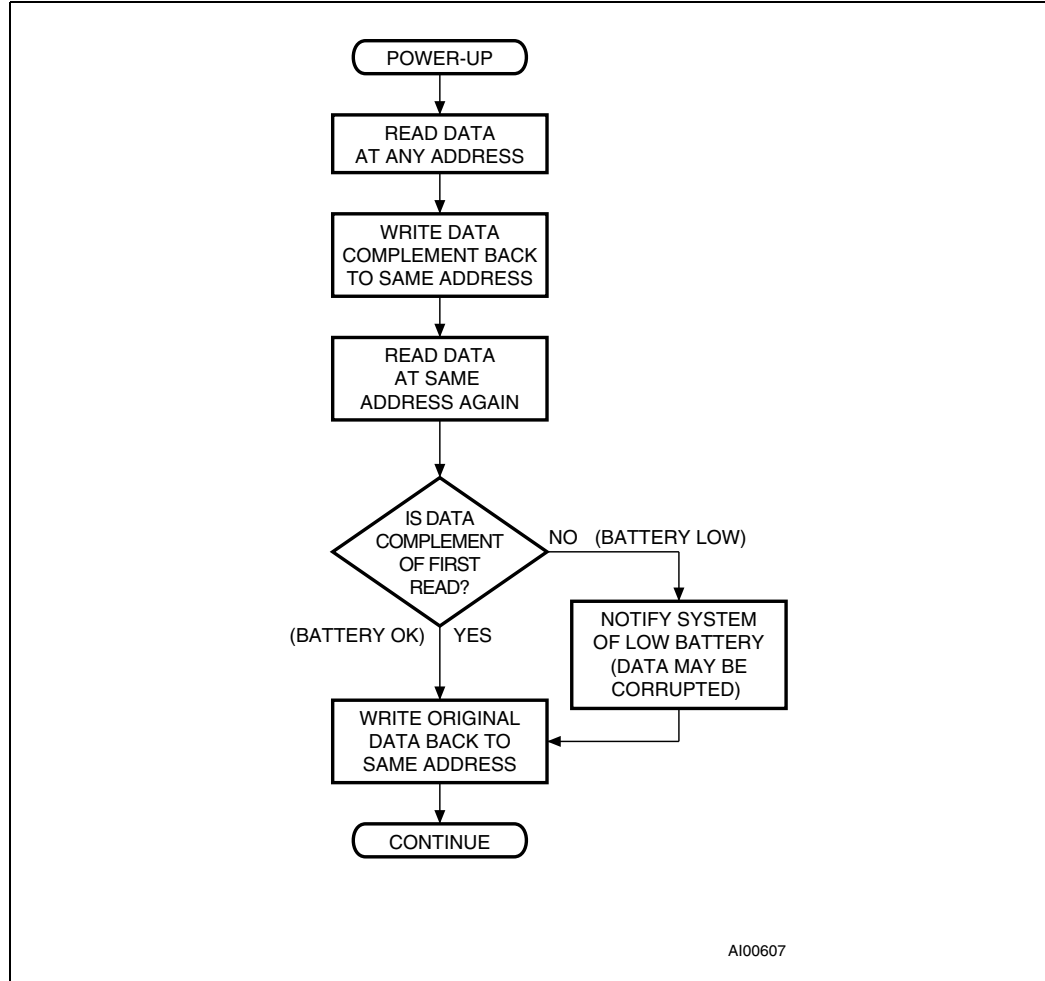 POWER-UP
READ DATA
AT ANY ADDRESS
WRITE DATA
COMPLEMENT BACK
TO SAME ADDRESS
READ DATA
AT SAME
ADDRESS AGAIN
IS DATA
COMPLEMENT
OF FIRST
READ?
NO (BATTERY LOW)
NOTIFY SYSTEM
OF LOW BATTERY
(DATA MAY BE
CORRUPTED)
(BATTERY OK) YES
WRITE ORIGINAL
DATA BACK TO
SAME ADDRESS
CONTINUE
AI00607